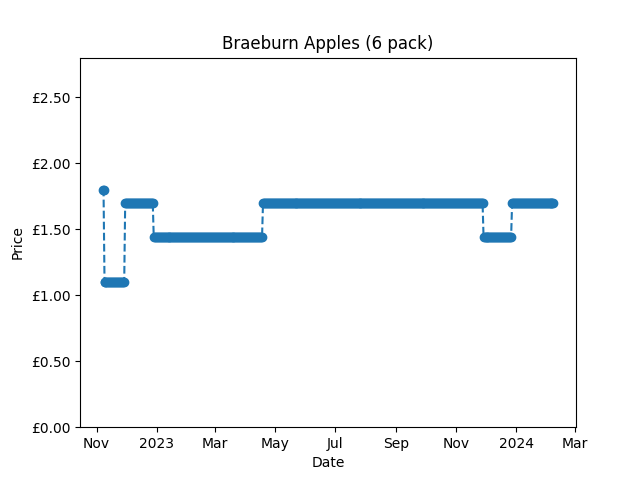 Braeburn Apples (6 pack)
£2.50
£2.00
£1.50
£1.00
£0.50
£0.00
Price
Nov 2023 Mar May Jul Sep Nov 2024 Mar
Date